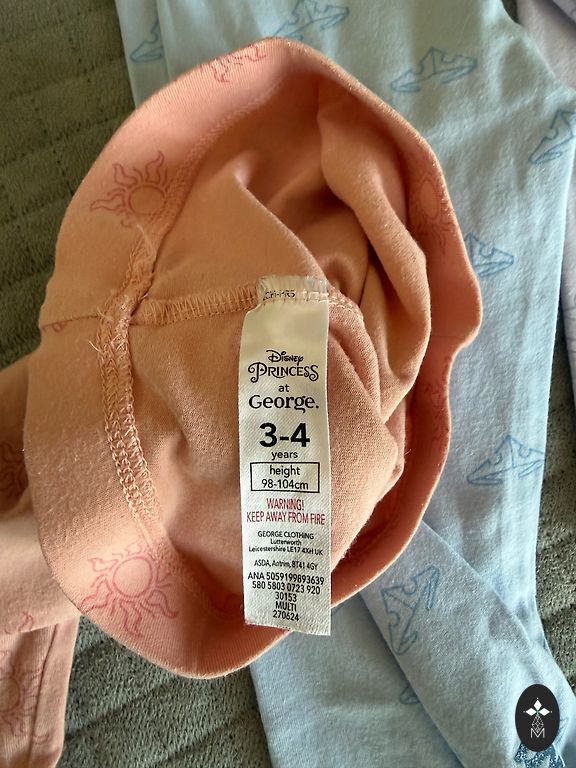 Disney
PRINCESS
at
George.
3-4
years
height
98-104cm
WARNING!
KEEP AWAY FROM FIRE
GEORGE CLOTHING
Lutterworth
Leicestershire LE17 4XH UK
ASDA, Antrim, BT41 4GY
ANA 5059199893639
580 5803 0723 920
30153
MULTI
270624
M